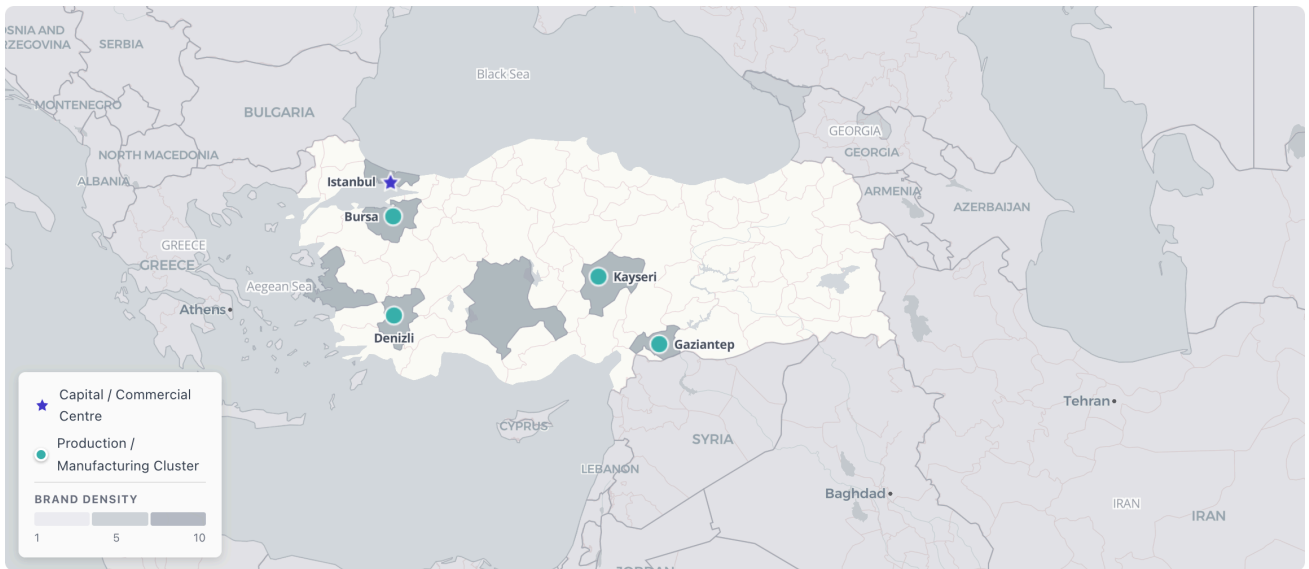 OSNIA AND
RZEGOVINA
SERBIA
Black Sea
MONTENEGRO
BULGARIA
NORTH MACEDONIA
ALBANIA
GEORGIA
GEORGIA
ARMENIA
AZERBAIJAN
Istanbul
Bursa
GREECE
GREECE
Aegean Sea
Athens
Kayseri
Denizli
Gaziantep
Capital / Commercial
Centre
Production /
Manufacturing Cluster
BRAND DENSITY
1 5 10
CYPRUS
SYRIA
LEBANON
Tehran
Baghdad
IRAN
IRAN
JORDAN